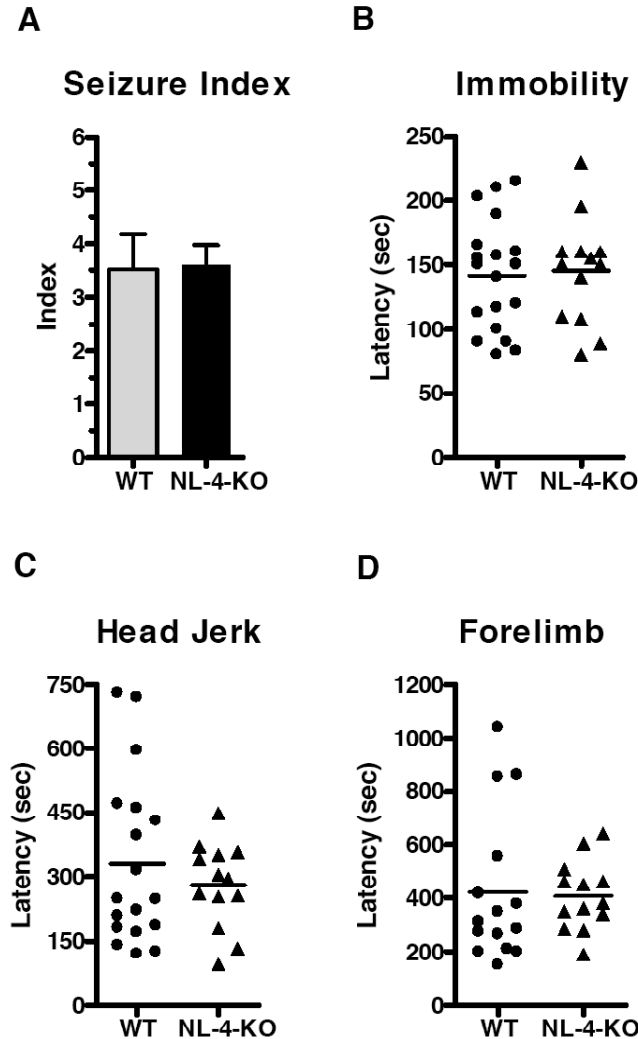 A
Seizure Index
Index
6
5
4
3
2
1
0
WT NL-4-KO
B
Immobility
Latency (sec)
250
200
150
100
50
0
WT NL-4-KO
C
Head Jerk
Latency (sec)
750
600
450
300
150
0
WT NL-4-KO
D
Forelimb
Latency (sec)
1200
1000
800
600
400
200
0
WT NL-4-KO